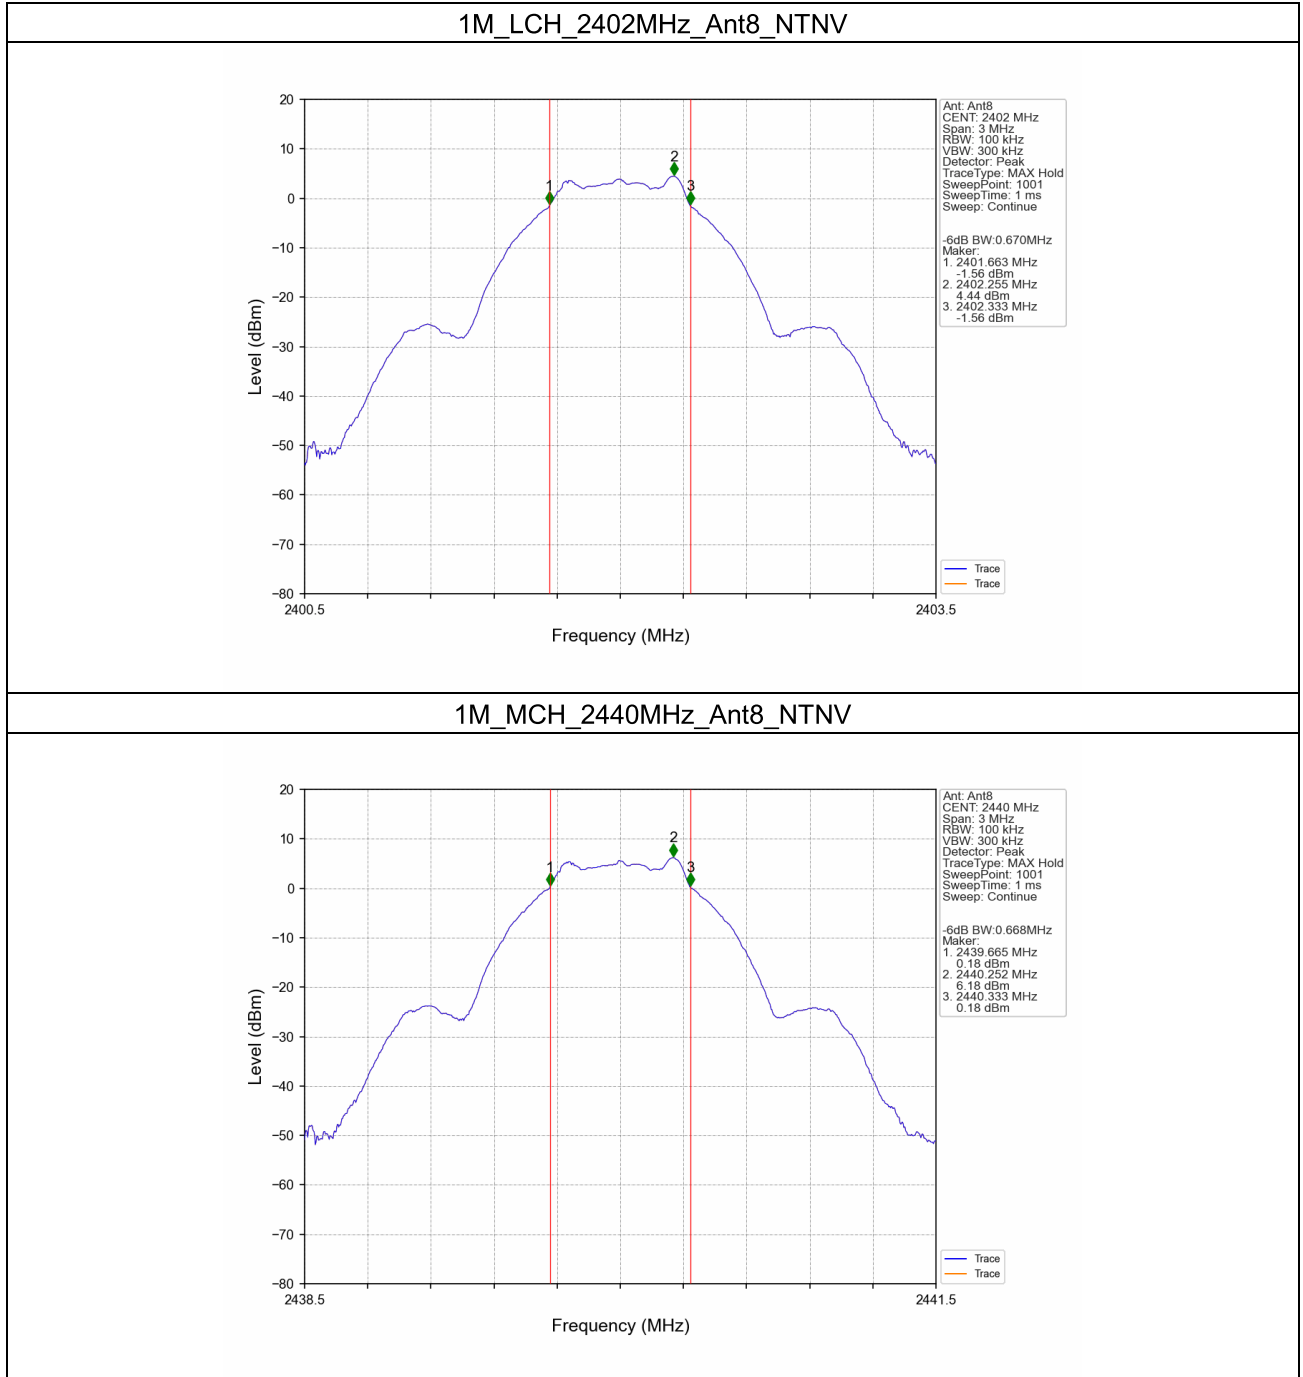 1M_LCH_2402MHz_Ant8_NTNV
20
10
0
−10
−20
−30
−40
−50
−60
−70
−80
Level (dBm)
1
2
3
2400.5
2403.5
Frequency (MHz)
Ant: Ant8
CENT: 2402 MHz
Span: 3 MHz
RBW: 100 kHz
VBW: 300 kHz
Detector: Peak
TraceType: MAX Hold
SweepPoint: 1001
SweepTime: 1 ms
Sweep: Continue
-6dB BW:0.670MHz
Maker:
1. 2401.663 MHz
-1.56 dBm
2. 2402.255 MHz
4.44 dBm
3. 2402.333 MHz
-1.56 dBm
Trace
Trace
1M_MCH_2440MHz_Ant8_NTNV
20
10
0
−10
−20
−30
−40
−50
−60
−70
−80
Level (dBm)
1
2
3
2438.5
2441.5
Frequency (MHz)
Ant: Ant8
CENT: 2440 MHz
Span: 3 MHz
RBW: 100 kHz
VBW: 300 kHz
Detector: Peak
TraceType: MAX Hold
SweepPoint: 1001
SweepTime: 1 ms
Sweep: Continue
-6dB BW:0.668MHz
Maker:
1. 2439.665 MHz
0.18 dBm
2. 2440.252 MHz
6.18 dBm
3. 2440.333 MHz
0.18 dBm
Trace
Trace